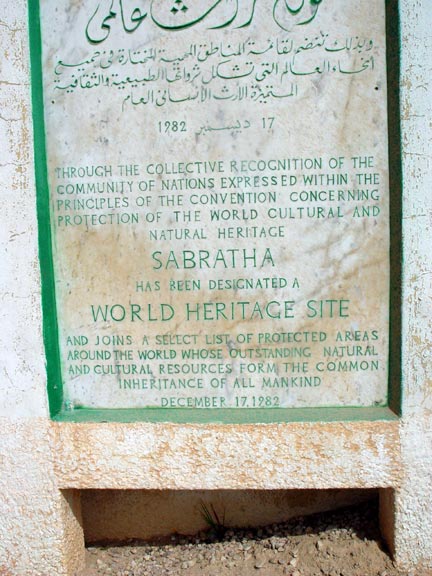 تراث عالمي
وبذلك تنضم لقائمة المناطق المهمة المختارة في جميع
أنحاء العالم التي تشكل ثرواتها الطبيعية والثقافية
المتميزة الارث الإنساني العام
17 ديسمبر 1982
THROUGH THE COLLECTIVE RECOGNITION OF THE
COMMUNITY OF NATIONS EXPRESSED WITHIN THE
PRINCIPLES OF THE CONVENTION CONCERNING
PROTECTION OF THE WORLD CULTURAL AND
NATURAL HERITAGE
SABRATHA
HAS BEEN DESIGNATED A
WORLD HERITAGE SITE
AND JOINS A SELECT LIST OF PROTECTED AREAS
AROUND THE WORLD WHOSE OUTSTANDING NATURAL
AND CULTURAL RESOURCES FORM THE COMMON
INHERITANCE OF ALL MANKIND
DECEMBER 17,1982